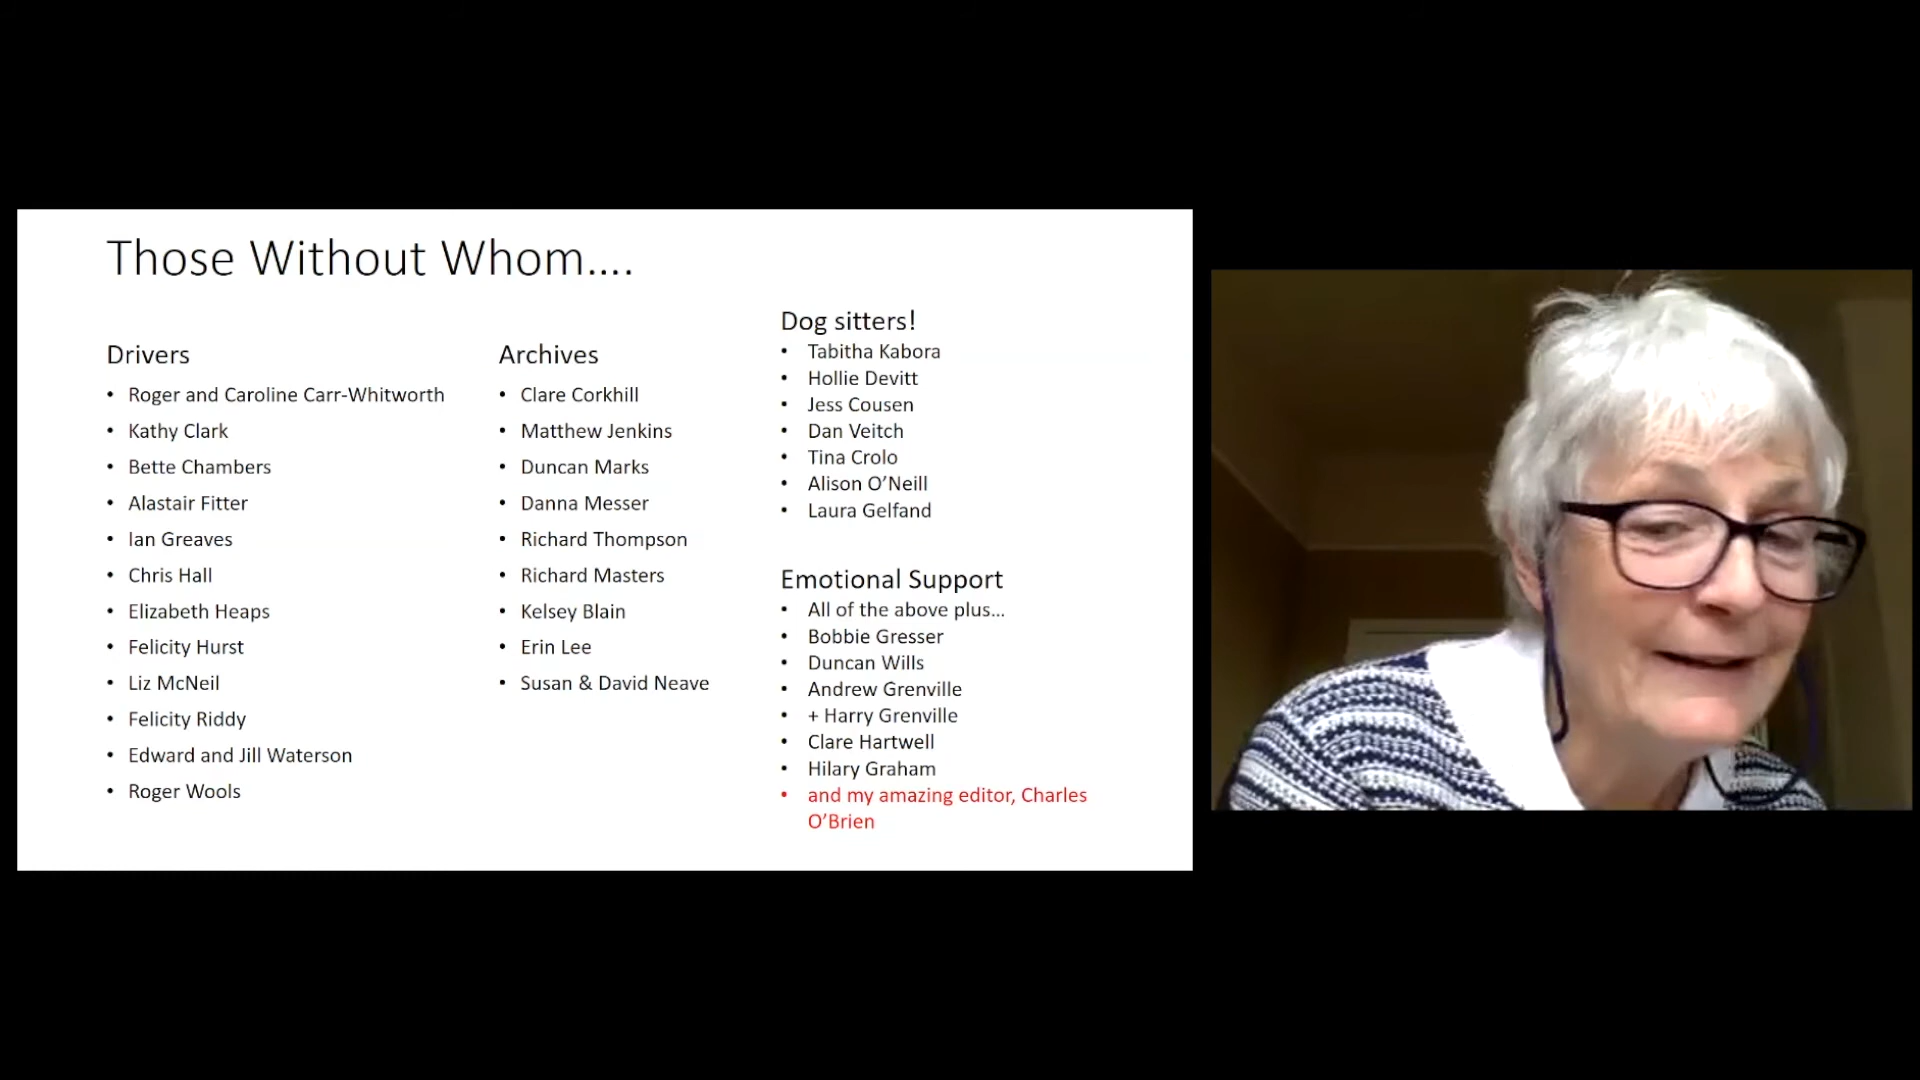 Those Without Whom....
Drivers
• Roger and Caroline Carr-Whitworth
• Kathy Clark
• Bette Chambers
• Alastair Fitter
• Ian Greaves
• Chris Hall
• Elizabeth Heaps
• Felicity Hurst
• Liz McNeil
• Felicity Riddy
• Edward and Jill Waterson
• Roger Wools
Archives
• Clare Corkhill
• Matthew Jenkins
• Duncan Marks
• Danna Messer
• Richard Thompson
• Richard Masters
• Kelsey Blain
• Erin Lee
• Susan & David Neave
Dog sitters!
• Tabitha Kabora
• Hollie Devitt
• Jess Cousen
• Dan Veitch
• Tina Crolo
• Alison O’Neill
• Laura Gelfand
Emotional Support
• All of the above plus…
• Bobbie Gresser
• Duncan Wills
• Andrew Grenville
• + Harry Grenville
• Clare Hartwell
• Hilary Graham
• and my amazing editor, Charles
O’Brien